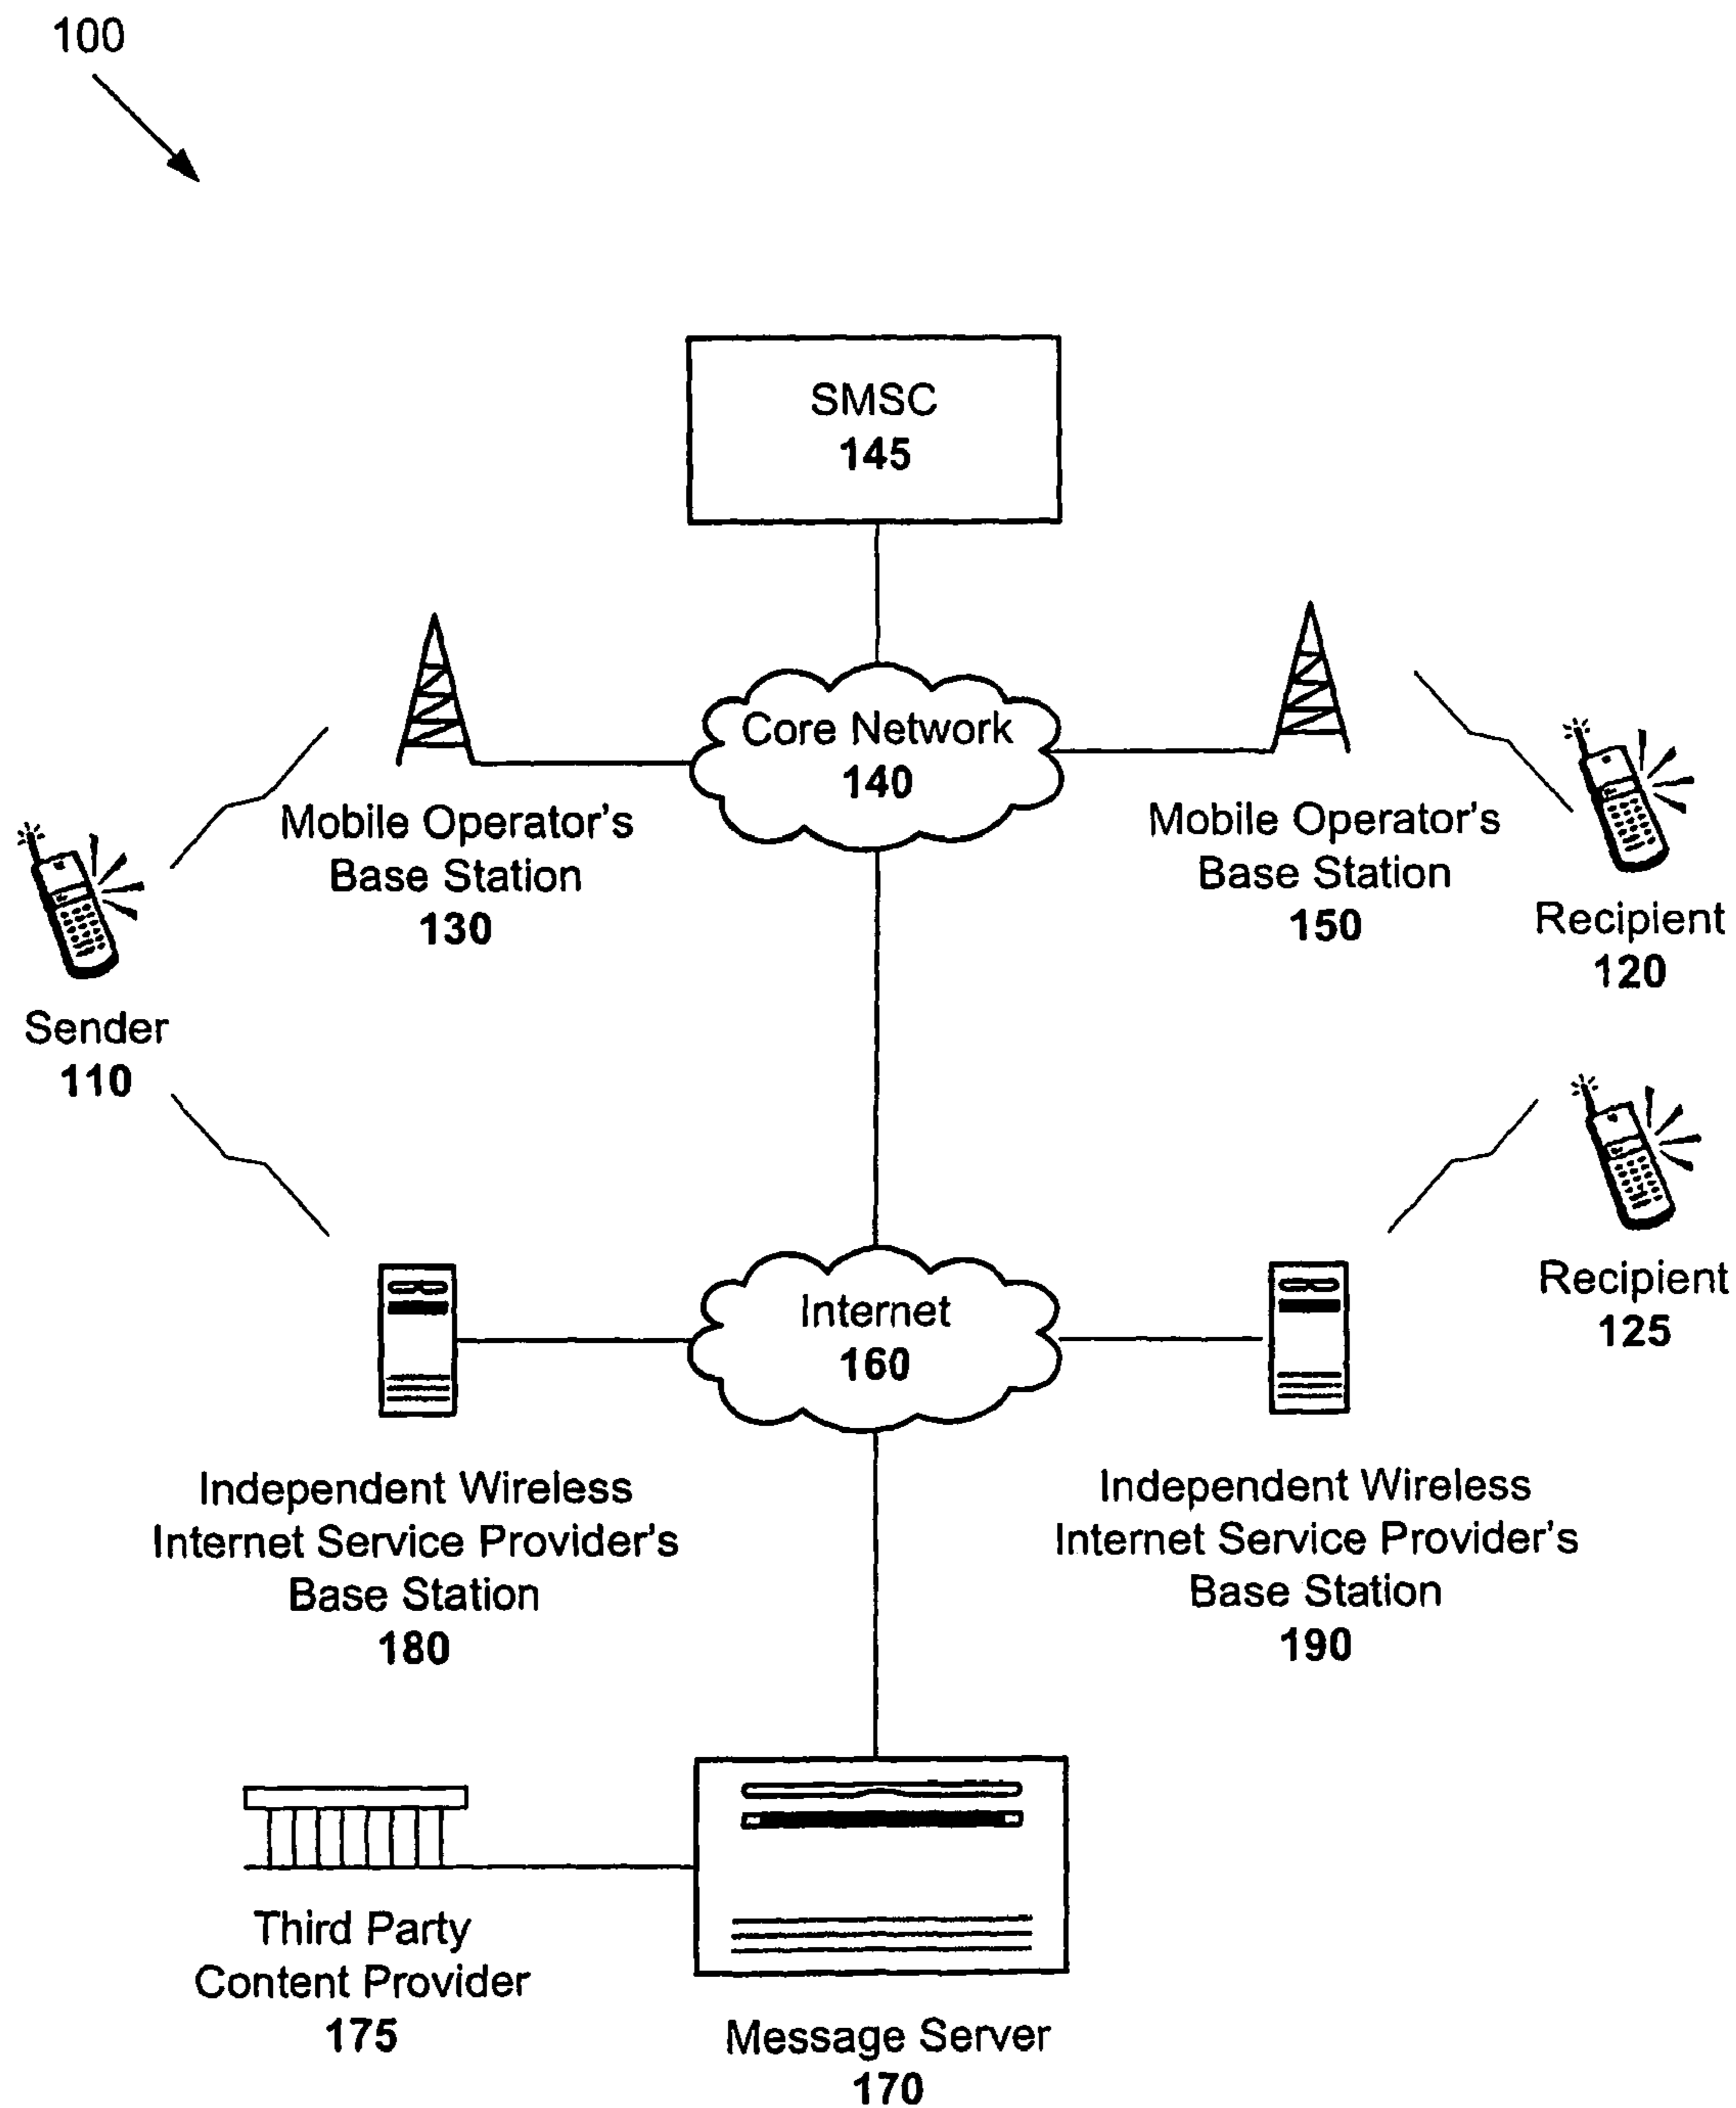 100
SMSC
145
Core Network
140
Mobile Operator's
Base Station
130
Mobile Operator's
Base Station
150
Recipient
120
Sender
110
Recipient
125
Internet
160
Independent Wireless
Internet Service Provider's
Base Station
180
Independent Wireless
Internet Service Provider's
Base Station
190
Third Party
Content Provider
175
Message Server
170